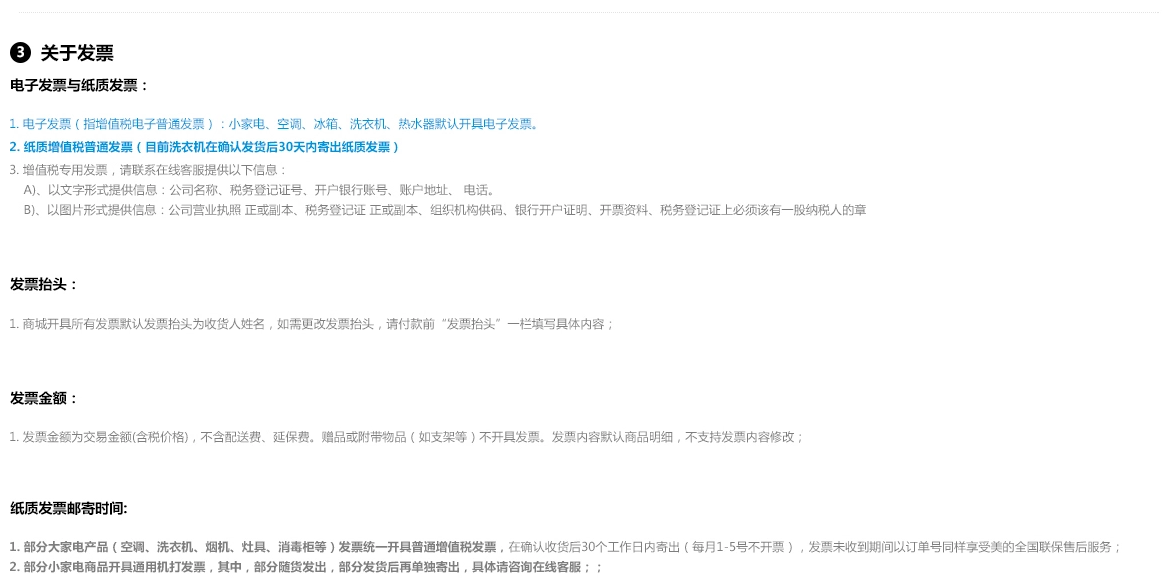 3 关于发票
电子发票与纸质发票：
1. 电子发票（指增值税电子普通发票）：小家电、空调、冰箱、洗衣机、热水器默认开具电子发票。
2. 纸质增值税普通发票（目前洗衣机在确认发货后30天内寄出纸质发票）
3. 增值税专用发票，请联系在线客服提供以下信息：
A)、以文字形式提供信息：公司名称、税务登记证号、开户银行账号、账户地址、 电话。
B)、以图片形式提供信息：公司营业执照 正或副本、税务登记证 正或副本、组织机构供码、银行开户证明、开票资料、税务登记证上必须该有一股纳税人的章
发票抬头：
1. 商城开具所有发票默认发票抬头为收货人姓名，如需更改发票抬头，请付款前“发票抬头”一栏填写具体内容；
发票金额：
1. 发票金额为交易金额(含税价格)，不含配送费、延保费。赠品或附带物品（如支架等）不开具发票。发票内容默认商品明细，不支持发票内容修改；
纸质发票邮寄时间:
1. 部分大家电产品（空调、洗衣机、烟机、灶具、消毒柜等）发票统一开具普通增值税发票，在确认收货后30个工作日内寄出（每月1-5号不开票），发票未收到期间以订单号同样享受美的全国联保售后服务；
2. 部分小家电商品开具通用机打发票，其中，部分随货发出，部分发货后再单独寄出，具体请咨询在线客服；；